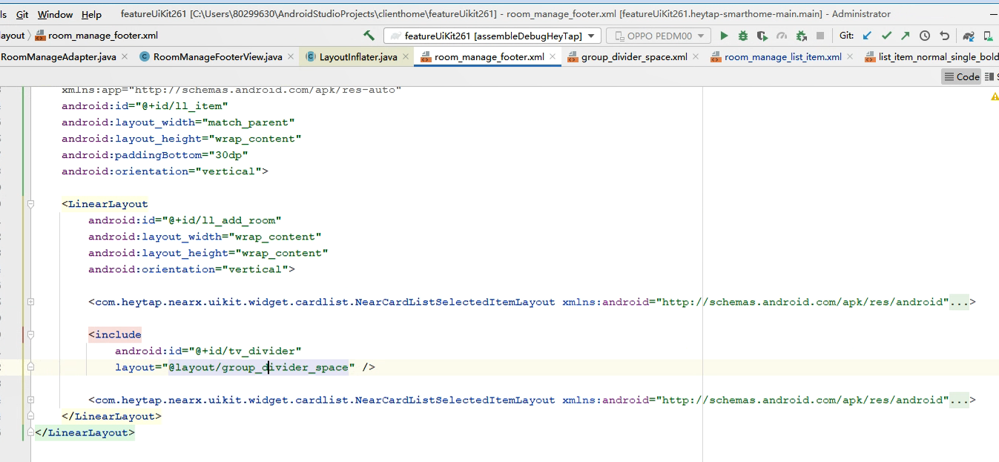 ls Git Window Help featureUiKit261 [C:\Users\80299630\AndroidStudioProjects\clienthome\featureUikit261] - room_manage_footer.xml [featureUiKit261.heytap-smarthome-main.main] - Administrator
layout room_manage_footer.xml featureUiKit261 [assembleDebugHeyTap] OPPO PEDM00 Git:
RoomManageAdapter.java RoomManageFooterView.java LayoutInflater.java room_manage_footer.xml group_divider_space.xml room_manage_list_item.xml list_item_normal_single_bold
Code S
xmlns:app="http://schemas.android.com/apk/res-auto"
android:id="@+id/ll_item"
android:layout_width="match_parent"
android:layout_height="wrap_content"
android:paddingBottom="30dp"
android:orientation="vertical">
<LinearLayout
android:id="@+id/ll_add_room"
android:layout_width="wrap_content"
android:layout_height="wrap_content"
android:orientation="vertical">
<com.heytap.nearx.uikit.widget.cardlist.NearCardListSelectedItemLayout xmlns:android="http://schemas.android.com/apk/res/android"...>
<include
android:id="@+id/tv_divider"
layout="@layout/group_divider_space" />
<com.heytap.nearx.uikit.widget.cardlist.NearCardListSelectedItemLayout xmlns:android="http://schemas.android.com/apk/res/android"...>
</LinearLayout>
</LinearLayout>